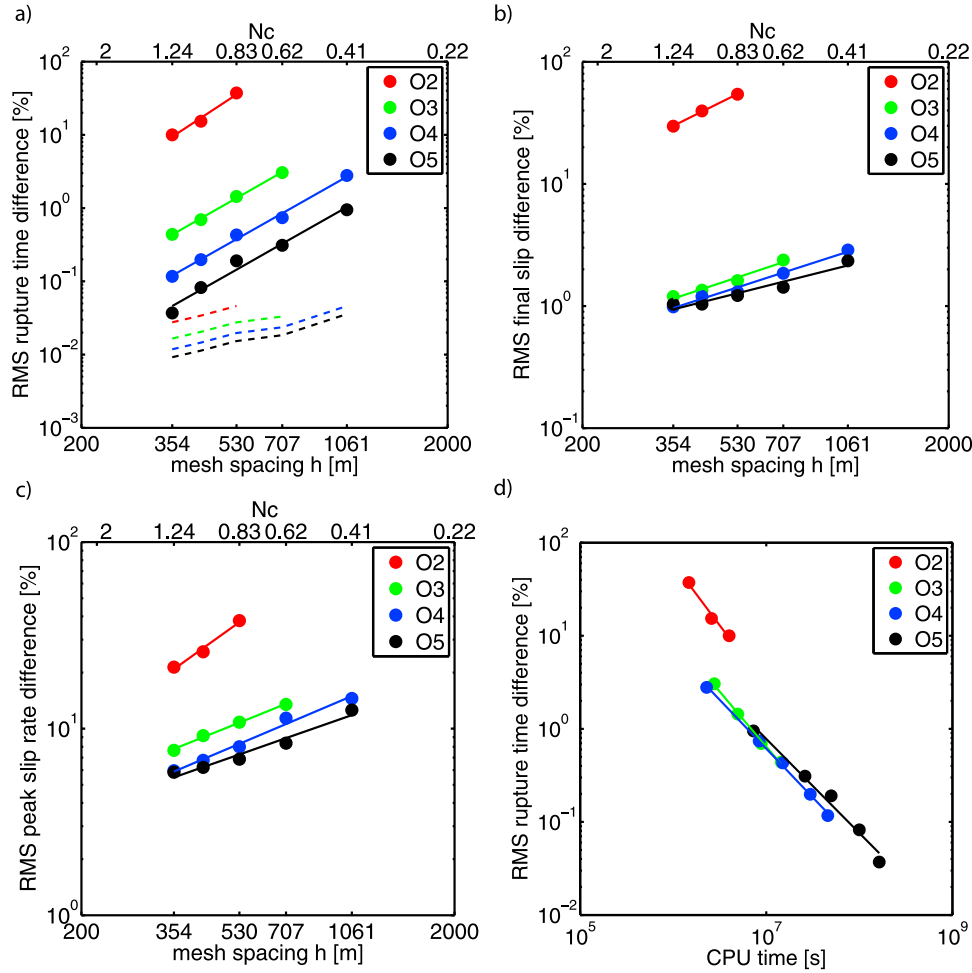 a)
Nc
2 1.24 0.83 0.62 0.41 0.22
RMS rupture time difference [%]
10^2
10^1
10^0
10^-1
10^-2
10^-3
O2
O3
O4
O5
200 354 530 707 1061 2000
mesh spacing h [m]
b)
Nc
2 1.24 0.83 0.62 0.41 0.22
RMS final slip difference [%]
10^2
10^1
10^0
10^-1
O2
O3
O4
O5
200 354 530 707 1061 2000
mesh spacing h [m]
c)
Nc
2 1.24 0.83 0.62 0.41 0.22
RMS peak slip rate difference [%]
10^2
10^1
10^0
O2
O3
O4
O5
200 354 530 707 1061 2000
mesh spacing h [m]
d)
RMS rupture time difference [%]
10^2
10^1
10^0
10^-1
10^-2
O2
O3
O4
O5
10^5 10^7 10^9
CPU time [s]